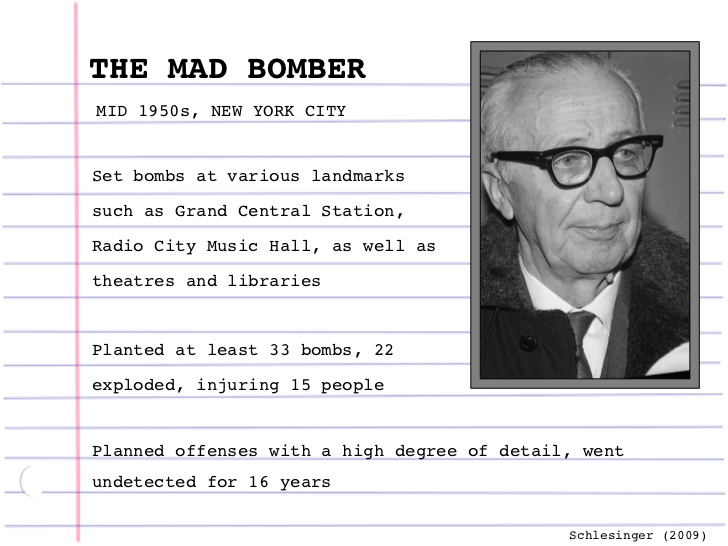 THE MAD BOMBER
MID 1950s, NEW YORK CITY
Set bombs at various landmarks
such as Grand Central Station,
Radio City Music Hall, as well as
theatres and libraries
Planted at least 33 bombs, 22
exploded, injuring 15 people
Planned offenses with a high degree of detail, went
undetected for 16 years
Schlesinger (2009)